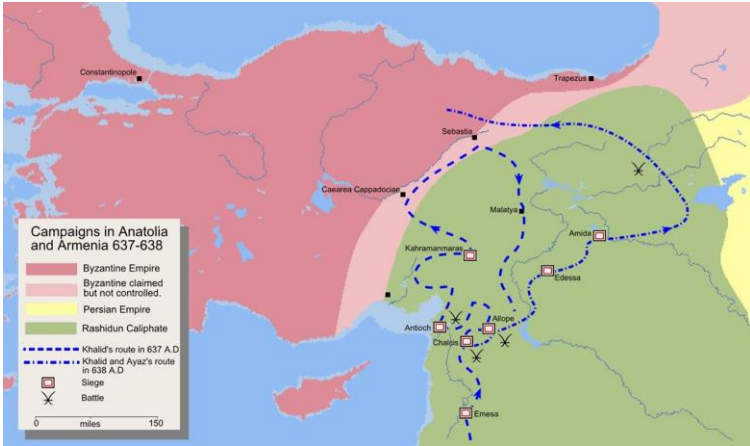 Constantinopole
Trapezus
Sebastia
Caearea Cappadociae
Malatya
Kahramanmaras
Amida
Edessa
Antioch
Allope
Chalcis
Emesa
Campaigns in Anatolia
and Armenia 637-638
Byzantine Empire
Byzantine claimed
but not controlled.
Persian Empire
Rashidun Caliphate
Khalid's route in 637 A.D
Khalid and Ayaz's route
in 638 A.D
Siege
Battle
0 150
miles